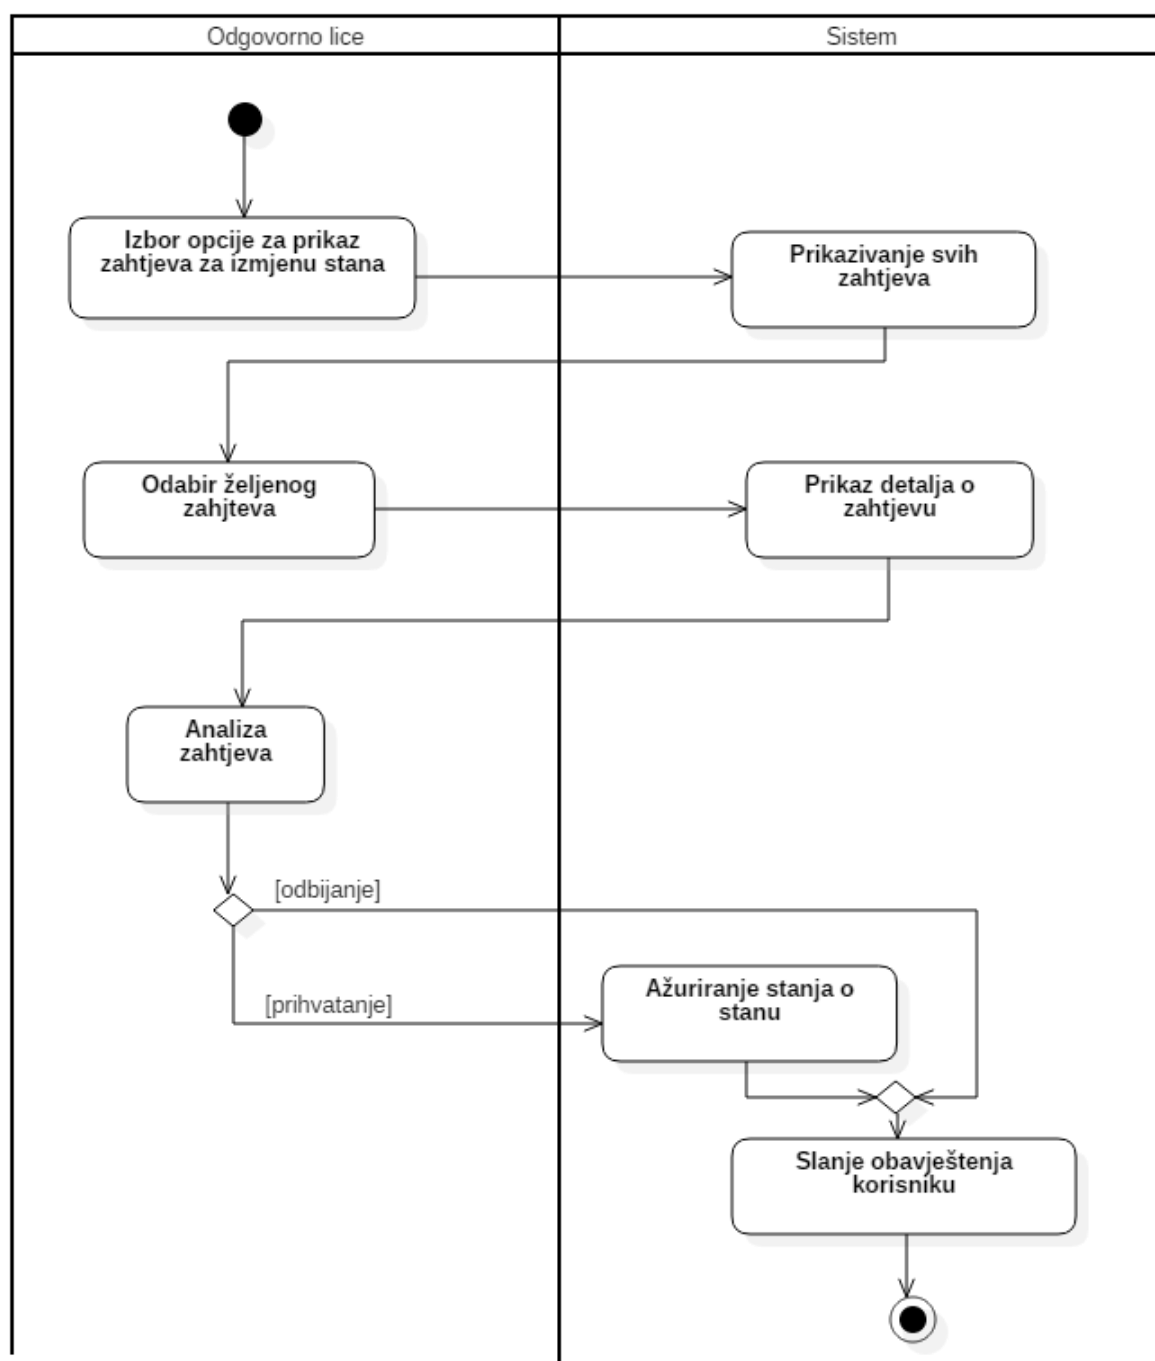 Odgovorno lice
Sistem
Izbor opcije za prikaz
zahtjeva za izmjenu stana
Prikazivanje svih
zahtjeva
Odabir željenog
zahjteva
Prikaz detalja o
zahtjevu
Analiza
zahtjeva
[odbijanje]
[prihvatanje]
Ažuriranje stanja o
stanu
Slanje obavještenja
korisniku